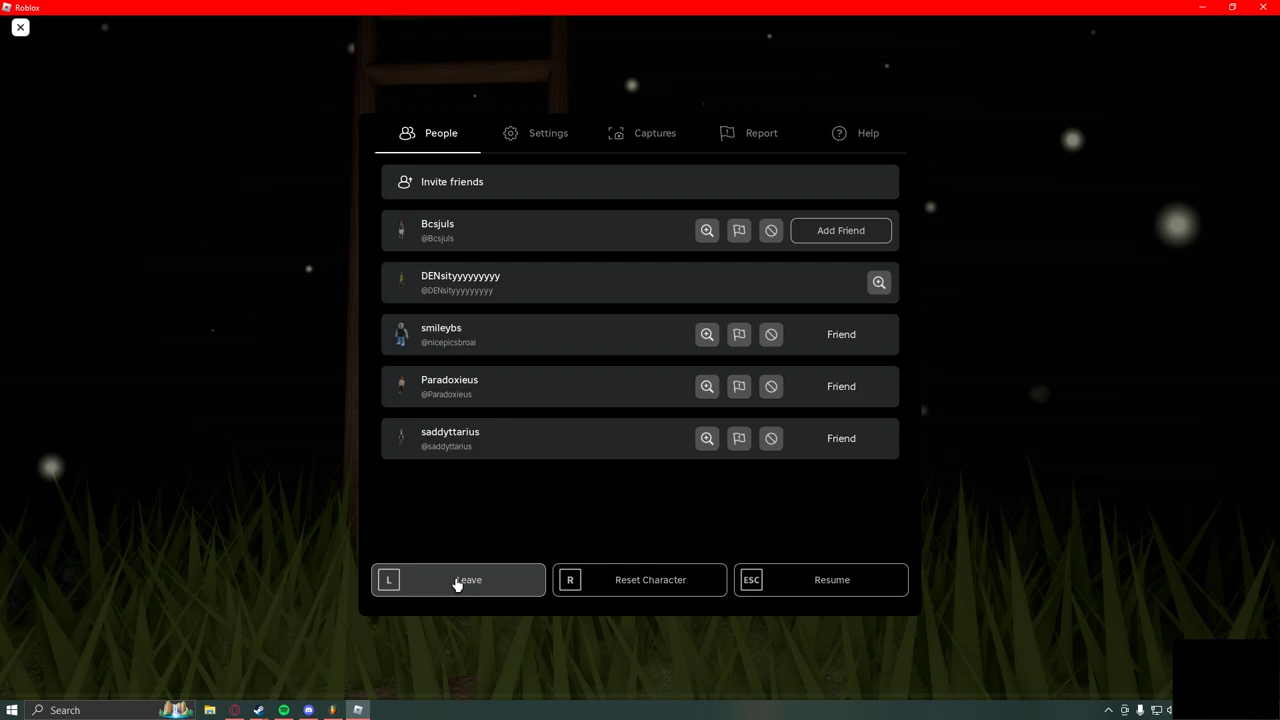 Roblox
People
Settings
Captures
Report
Help
Invite friends
Bcsjuls
@Bcsjuls
Add Friend
DENsityyyyyyyyy
@DENsityyyyyyyyy
smileybs
@nicepicsbroai
Friend
Paradoxieus
@Paradoxieus
Friend
saddyttarius
@saddyttarius
Friend
L Leave
R Reset Character
ESC Resume
Search